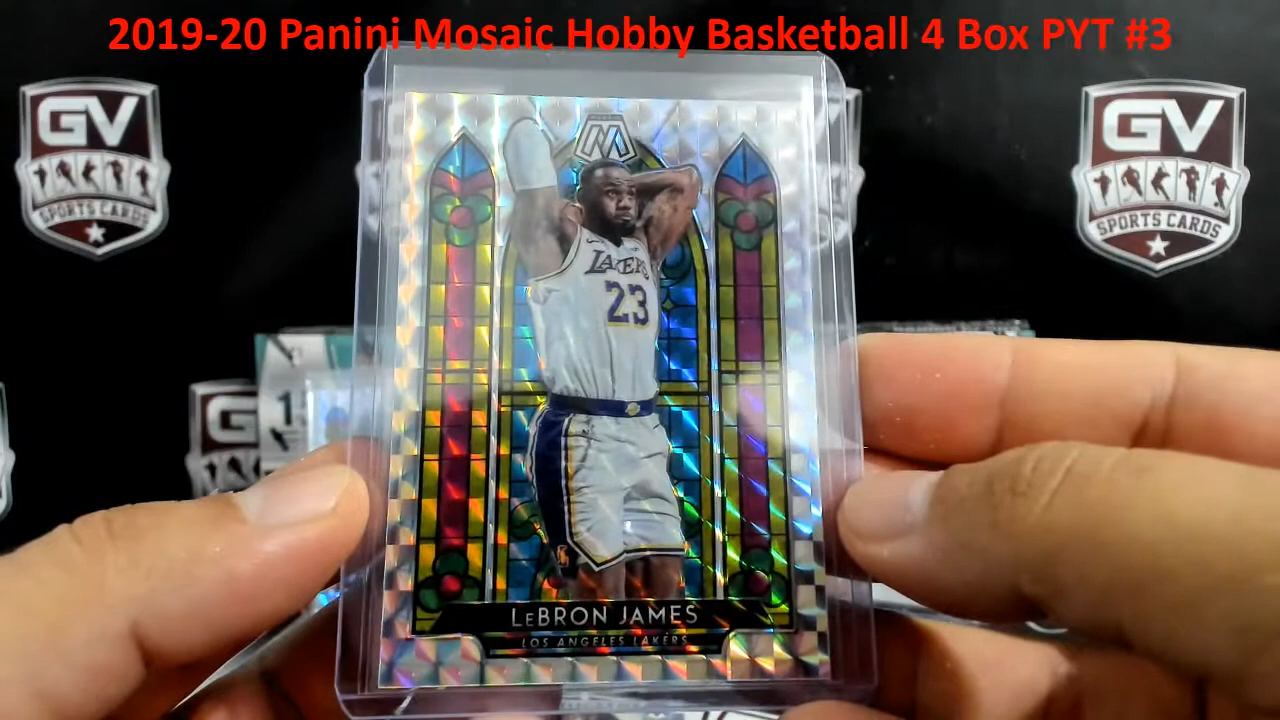 2019-20 Panini Mosaic Hobby Basketball 4 Box PYT #3
GV
SPORTS CARDS
GV
SPORTS CARDS
M
LAKERS
23
LEBRON JAMES
LOS ANGELES LAKERS
G